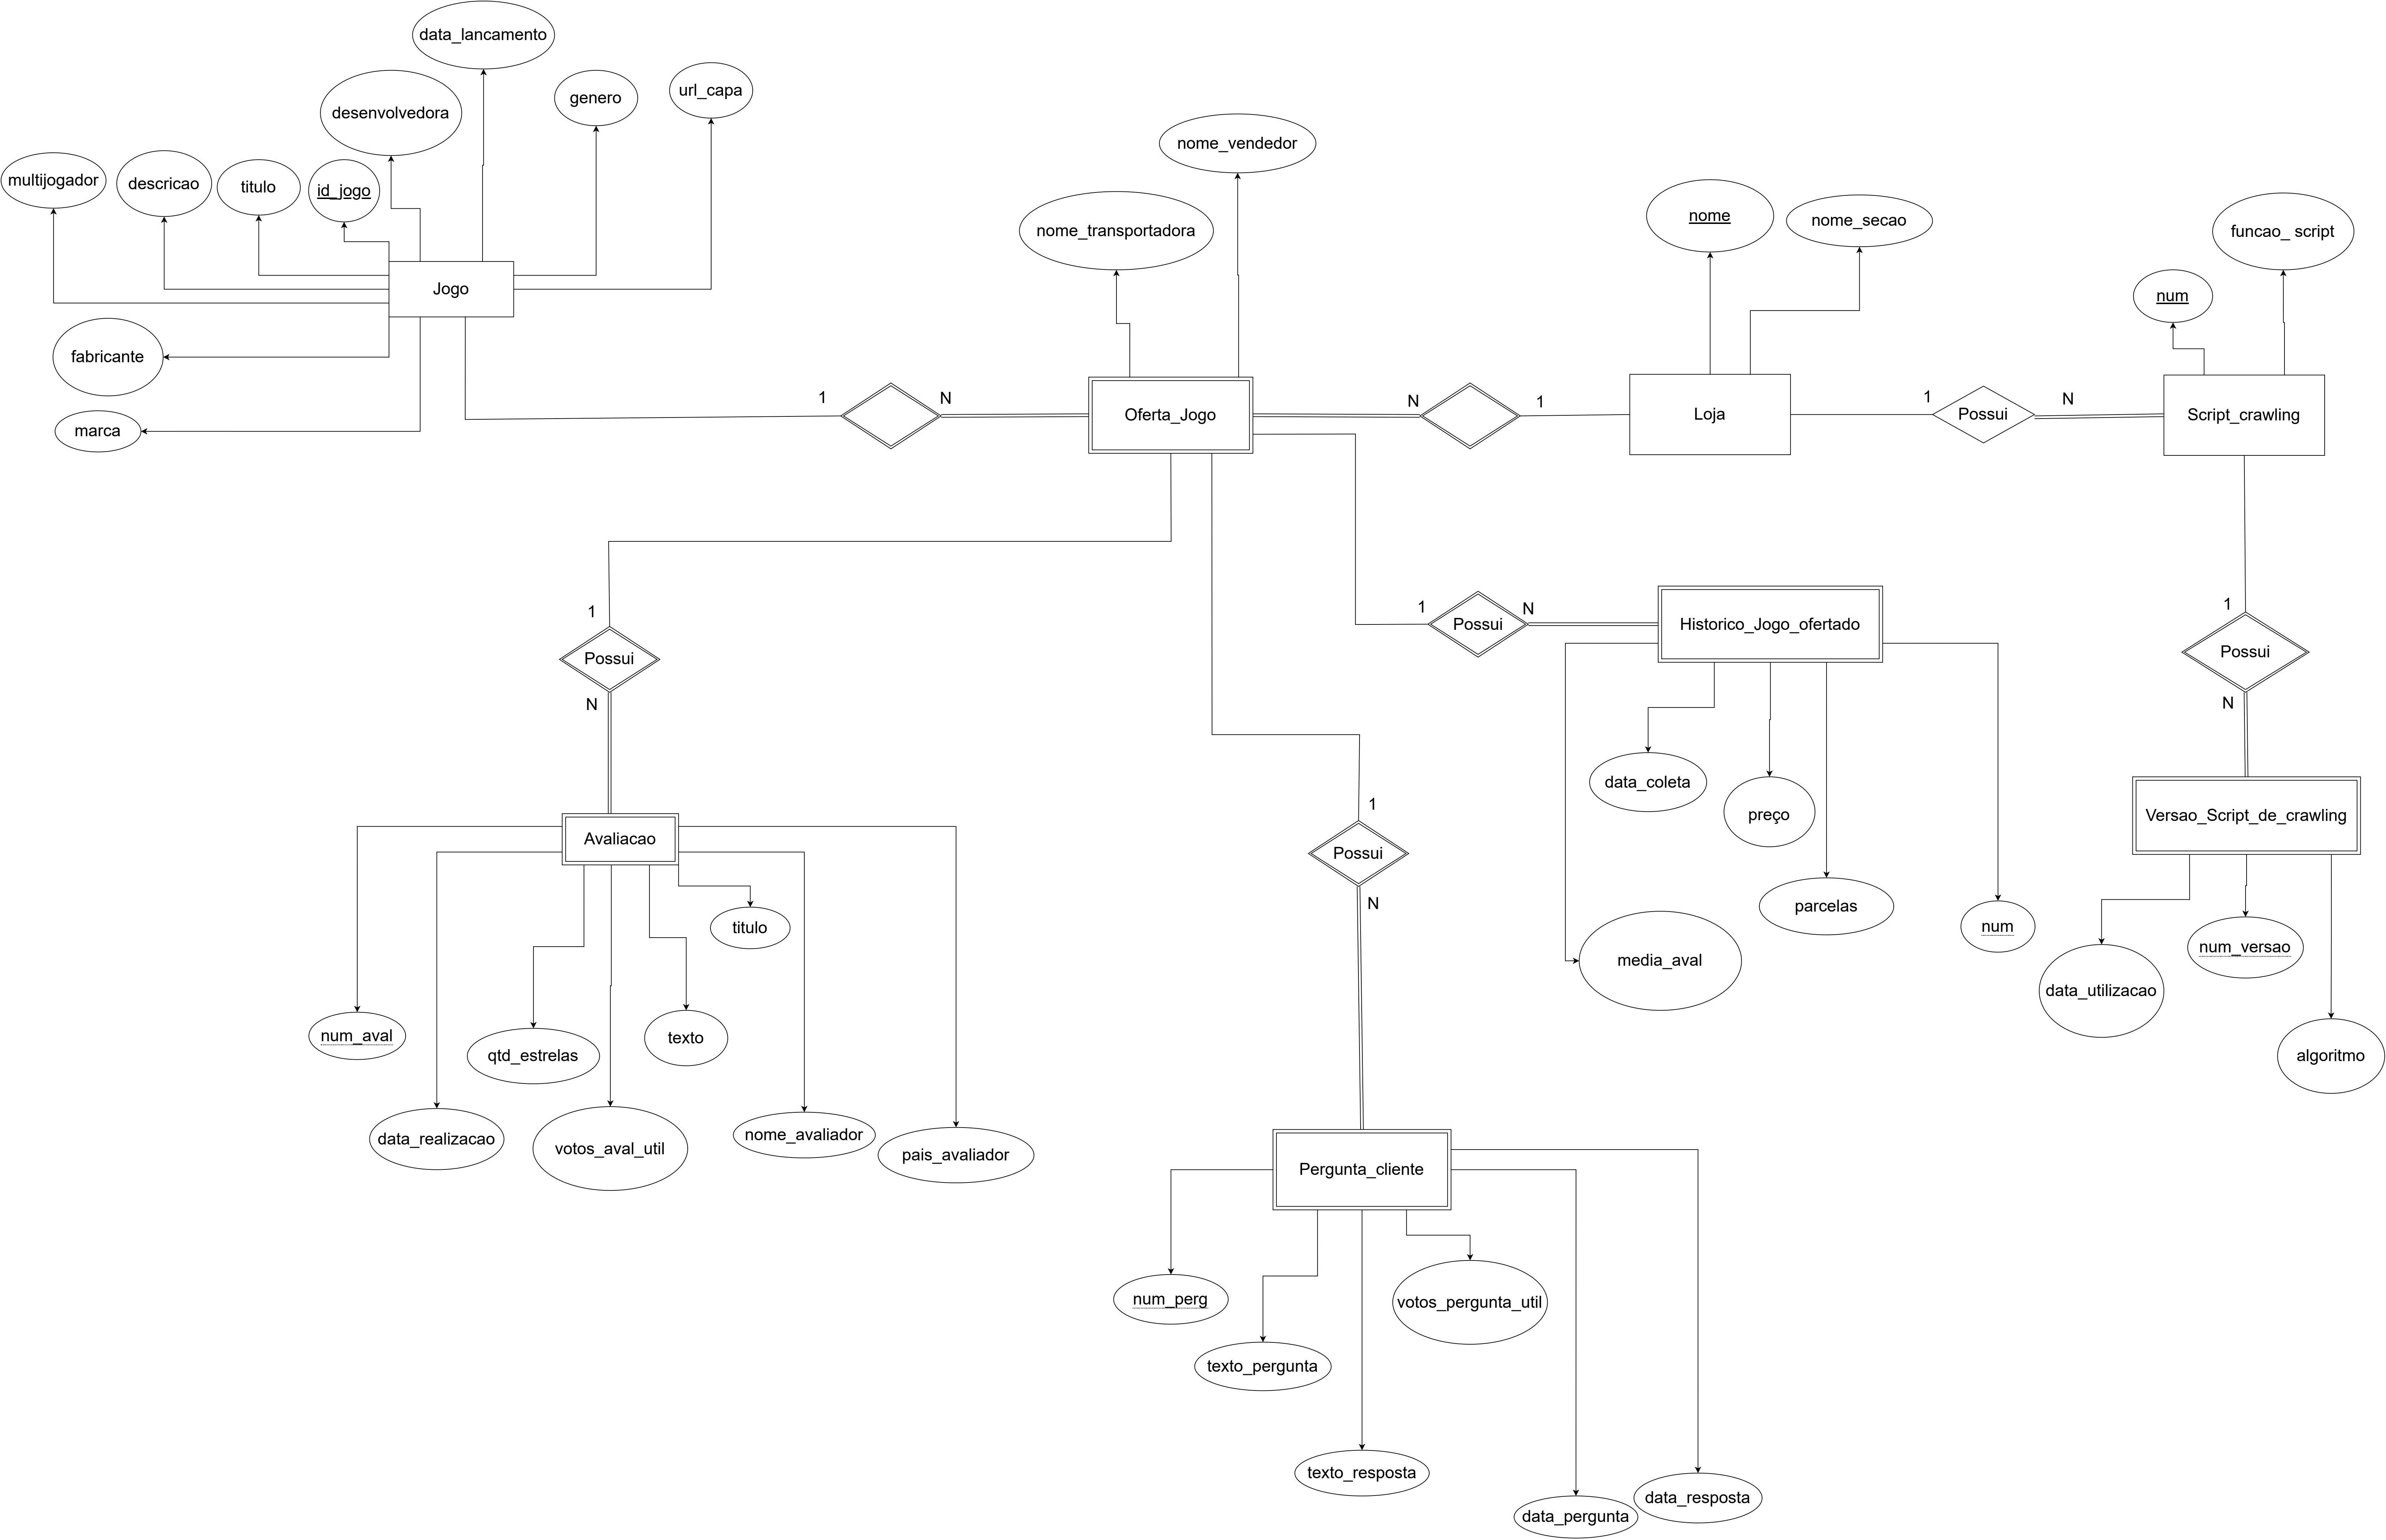 data_lancamento
desenvolvedora
genero
url_capa
multijogador
descricao
titulo
id_jogo
Jogo
fabricante
marca
nome_vendedor
nome_transportadora
nome
nome_secao
funcao_ script
num
1
N
Oferta_Jogo
N
1
Loja
1
Possui
N
Script_crawling
1
Possui
N
1
Possui
N
Historico_Jogo_ofertado
1
Possui
N
data_coleta
preço
parcelas
media_aval
num
Versao_Script_de_crawling
data_utilizacao
num_versao
algoritmo
Avaliacao
titulo
num_aval
qtd_estrelas
texto
data_realizacao
votos_aval_util
nome_avaliador
pais_avaliador
1
Possui
N
Pergunta_cliente
num_perg
votos_pergunta_util
texto_pergunta
texto_resposta
data_pergunta
data_resposta